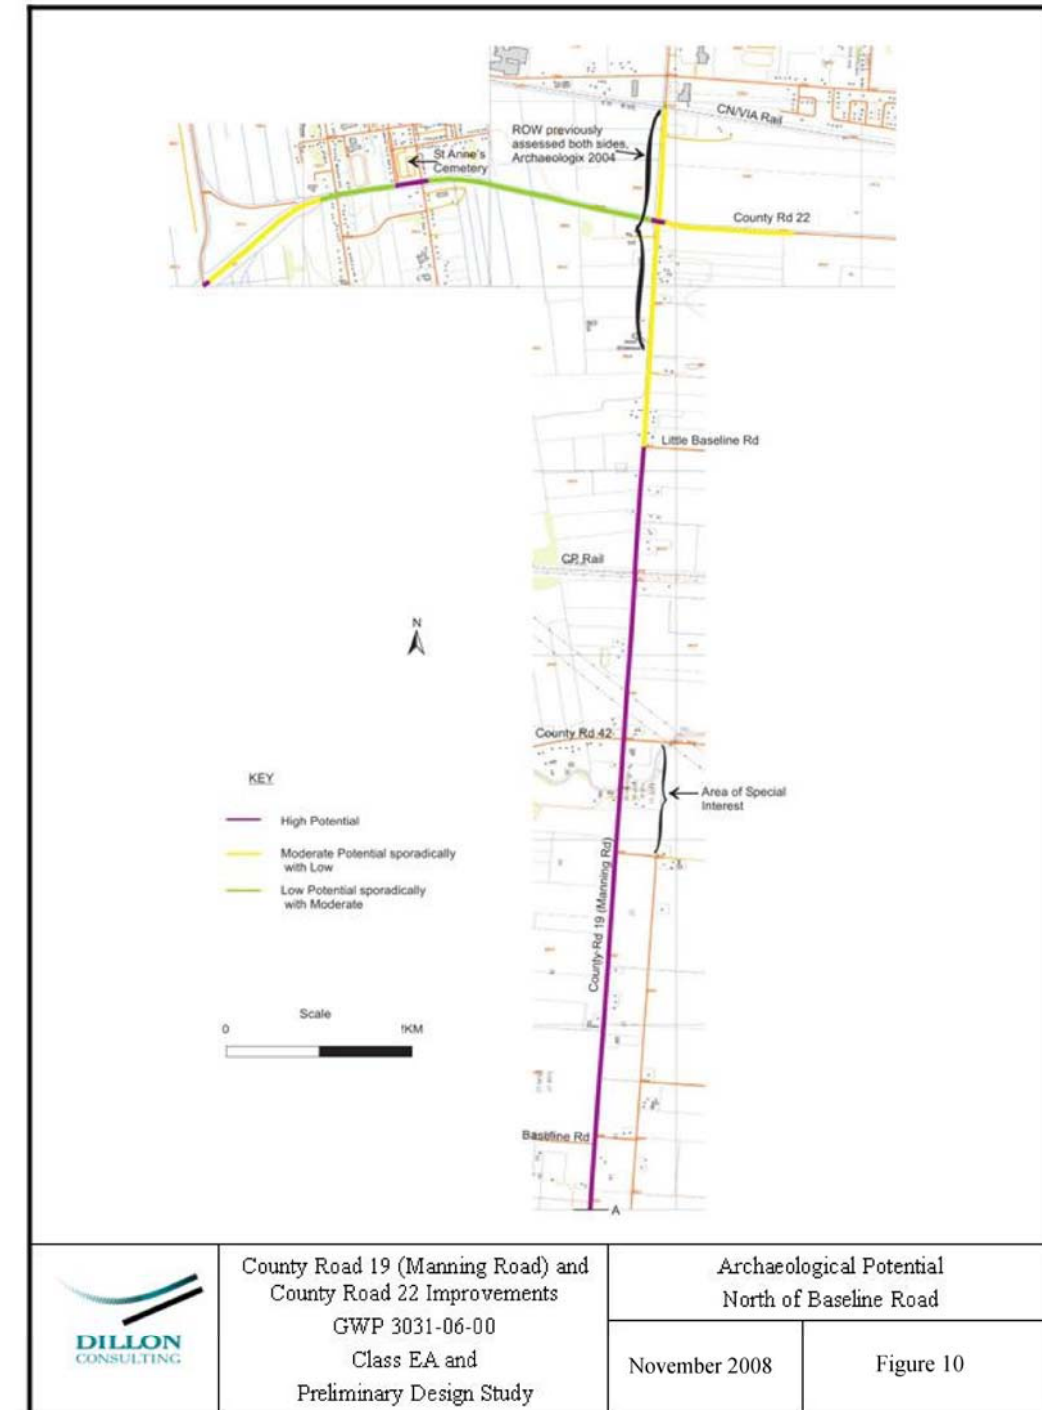 CN/VIA Rail
ROW previously
assessed both sides,
Archaeologix 2004
St Anne's
Cemetery
County Rd 22
Little Baseline Rd
CP Rail
N
County Rd 42
KEY
Area of Special
Interest
High Potential
Moderate Potential sporadically
with Low
Low Potential sporadically
with Moderate
County Rd 19 (Manning Rd)
Scale
0
!KM
Baseline Rd
A
DILLON
CONSULTING
County Road 19 (Manning Road) and
County Road 22 Improvements
GWP 3031-06-00
Class EA and
Preliminary Design Study
Archaeological Potential
North of Baseline Road
November 2008
Figure 10